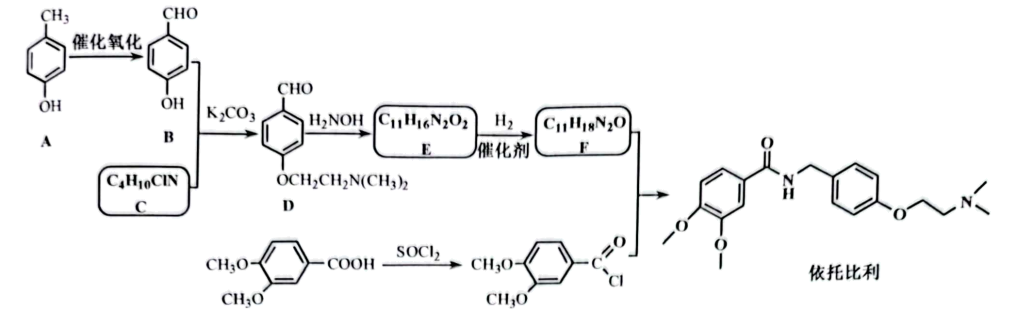 CH₃
催化氧化
OH
A
CHO
OH
B
C₄H₁₀ClN
C
K₂CO₃
CHO
OCH₂CH₂N(CH₃)₂
D
H₂NOH
C₁₁H₁₆N₂O₂
E
H₂
催化剂
C₁₁H₁₈N₂O
F
CH₃O
CH₃O
COOH
SOCl₂
CH₃O
CH₃O
C
O
Cl
O
N
H
O
O
O
N
依托比利